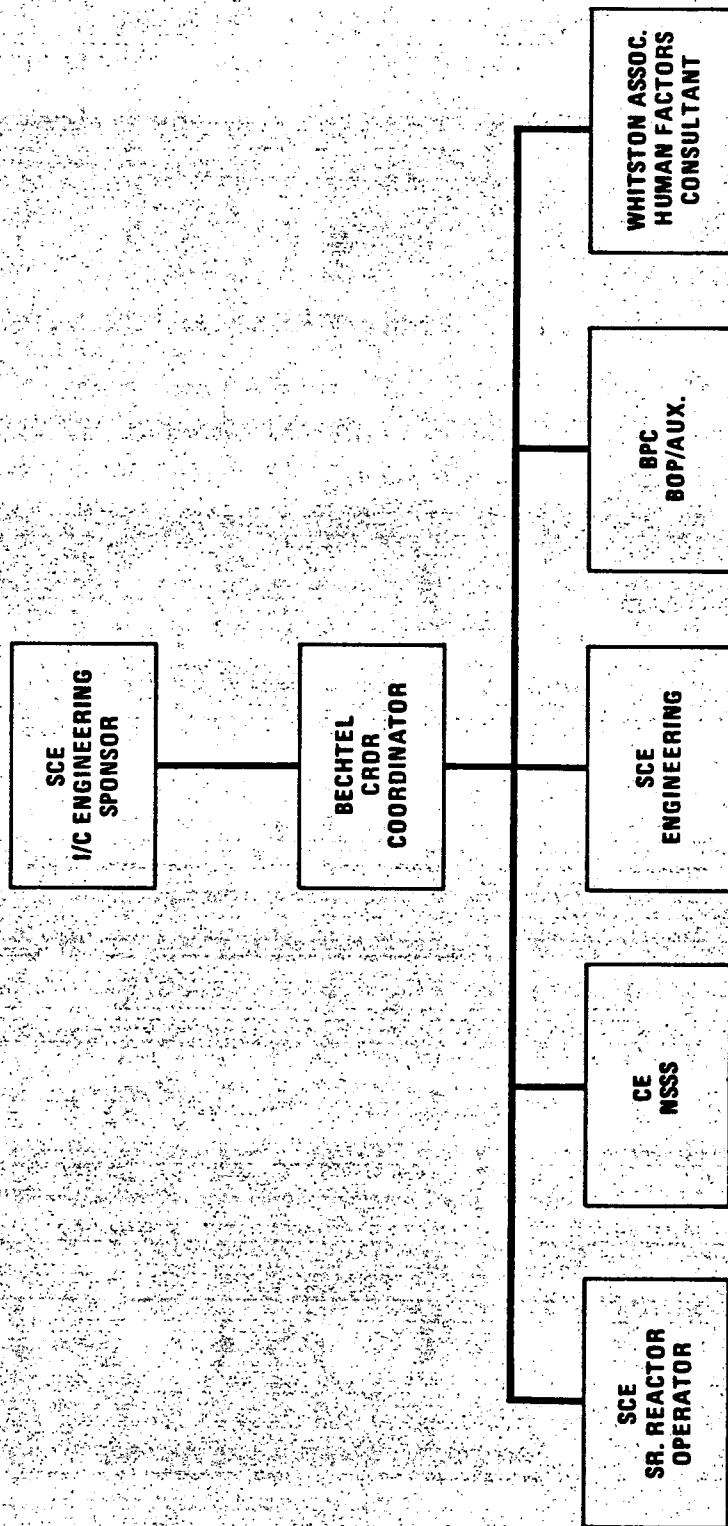 SCE
I/C ENGINEERING
SPONSOR
BECHTEL
CRDR
COORDINATOR
SCE
SR. REACTOR
OPERATOR
CE
NSSS
SCE
ENGINEERING
BPC
BOP/AUX.
WHITSTON ASSOC.
HUMAN FACTORS
CONSULTANT